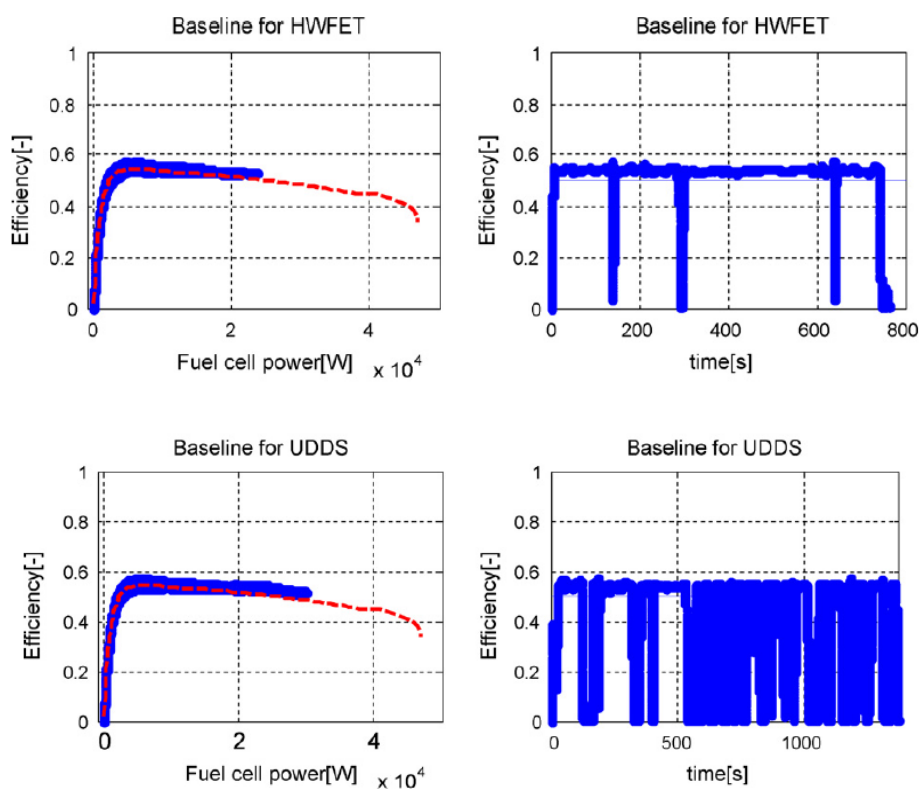 Baseline for HWFET
1
0.8
0.6
0.4
0.2
0
Efficiency[-]
0 2 4
Fuel cell power[W] x 10^4
Baseline for HWFET
1
0.8
0.6
0.4
0.2
0
Efficiency[-]
0 200 400 600 800
time[s]
Baseline for UDDS
1
0.8
0.6
0.4
0.2
0
Efficiency[-]
0 2 4
Fuel cell power[W] x 10^4
Baseline for UDDS
1
0.8
0.6
0.4
0.2
0
Efficiency[-]
0 500 1000
time[s]